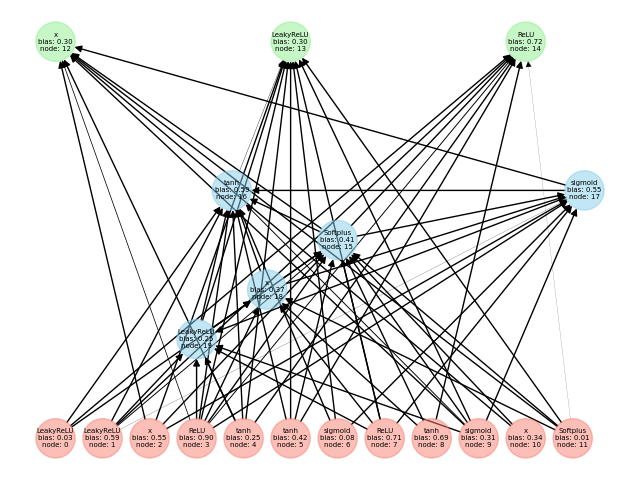 x
bias: 0.30
node: 12
LeakyReLU
bias: 0.30
node: 13
ReLU
bias: 0.72
node: 14
tanh
bias: 0.59
node: 16
sigmoid
bias: 0.55
node: 17
Softplus
bias: 0.41
node: 15
bias: 0.37
node: 18
LeakyReLU
bias: 0.25
node: 19
LeakyReLU
bias: 0.03
node: 0
LeakyReLU
bias: 0.59
node: 1
x
bias: 0.55
node: 2
ReLU
bias: 0.90
node: 3
tanh
bias: 0.25
node: 4
tanh
bias: 0.42
node: 5
sigmoid
bias: 0.08
node: 6
ReLU
bias: 0.71
node: 7
tanh
bias: 0.69
node: 8
sigmoid
bias: 0.31
node: 9
x
bias: 0.34
node: 10
Softplus
bias: 0.01
node: 11